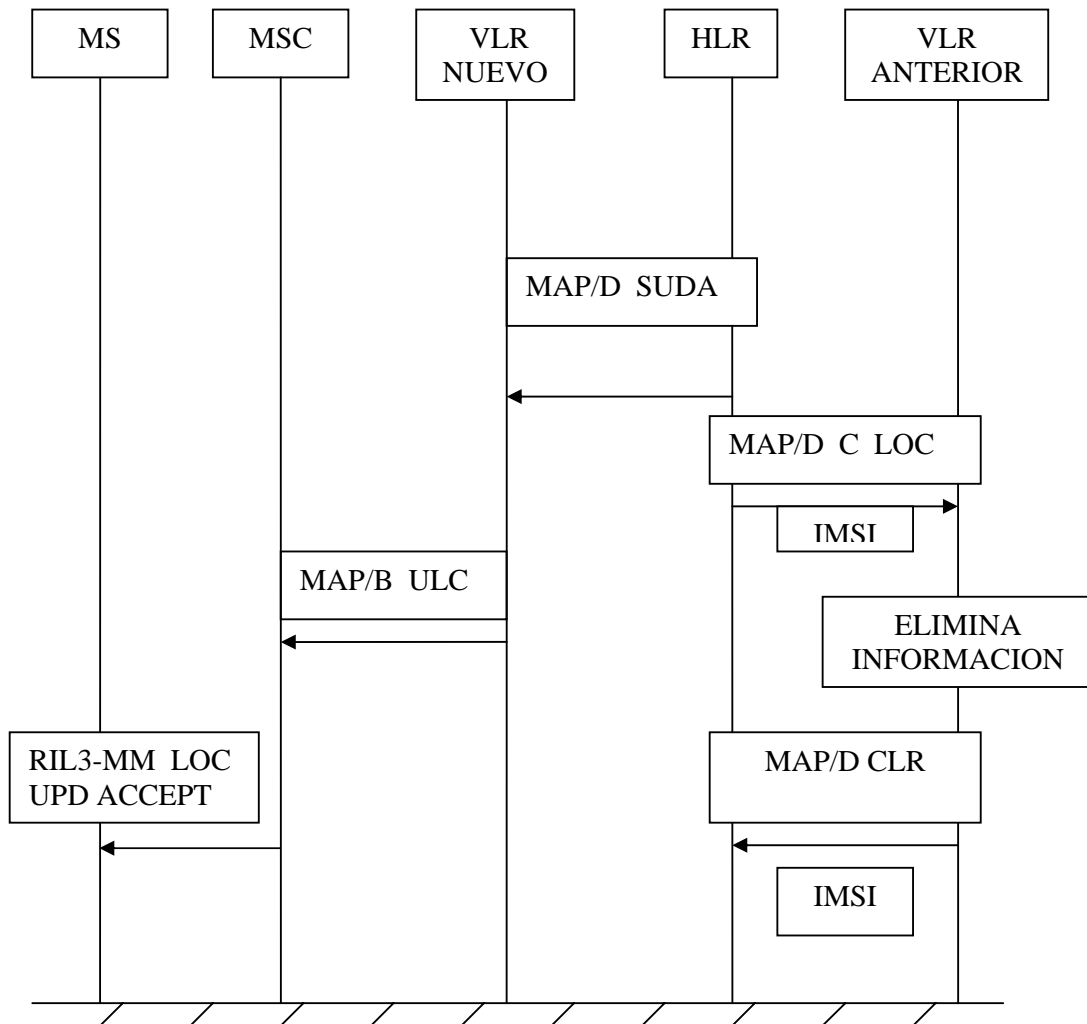 MS
MSC
VLR
NUEVO
HLR
VLR
ANTERIOR
MAP/D SUDA
MAP/D C LOC
IMSI
MAP/B ULC
ELIMINA
INFORMACION
RIL3-MM LOC
UPD ACCEPT
MAP/D CLR
IMSI